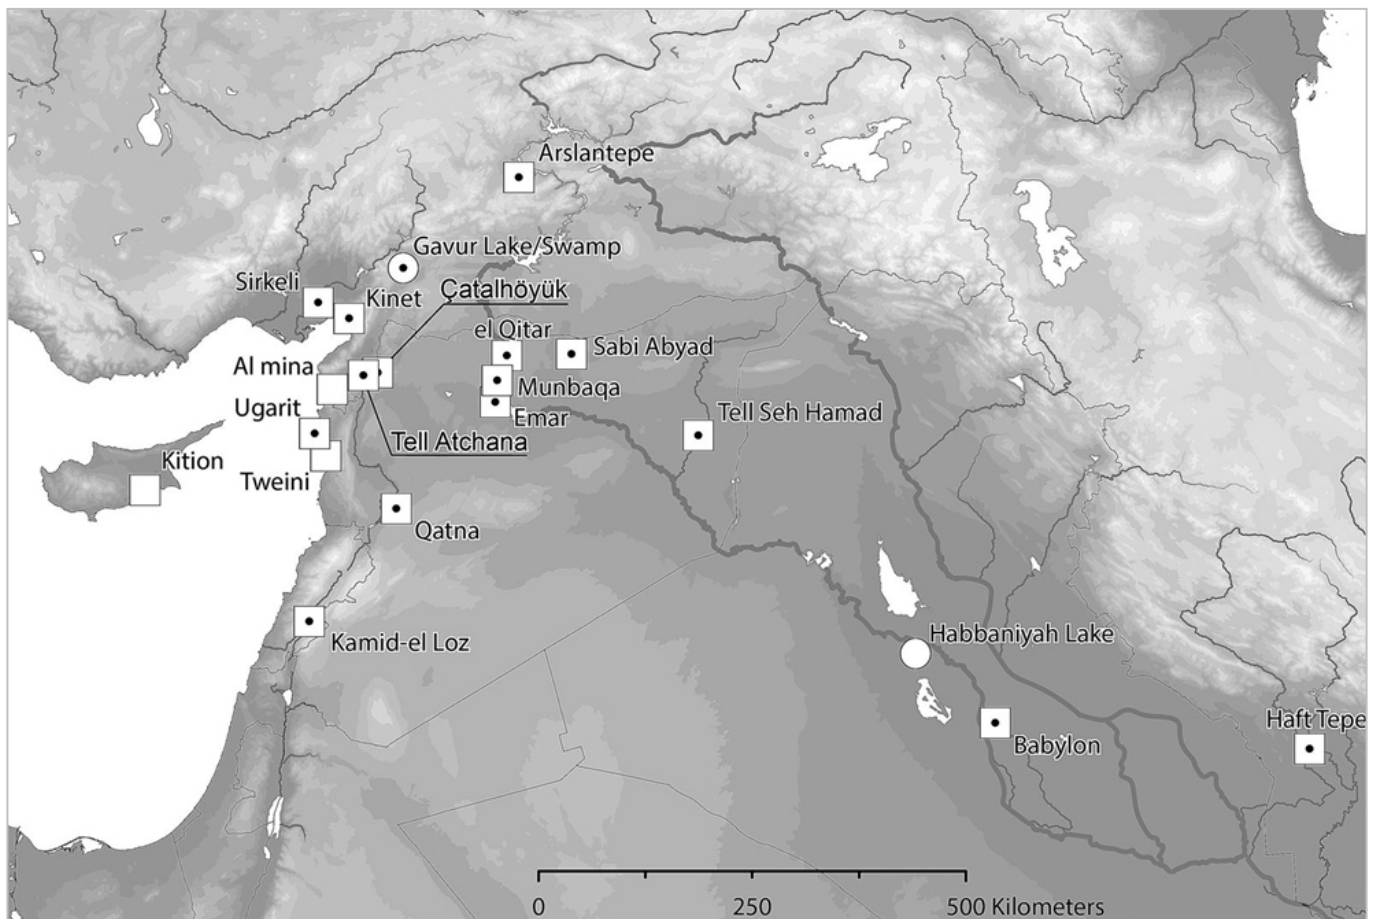 Arslantepe
Gavur Lake/Swamp
Sirkeli
Kinet
Çatalhöyük
el Qitar
Sabi Abyad
Al mina
Munbaqa
Ugarit
Emar
Tell Seh Hamad
Tell Atchana
Kition
Tweini
Qatna
Kamid-el Loz
Habbaniyah Lake
Haft Tepe
Babylon
0 250 500 Kilometers